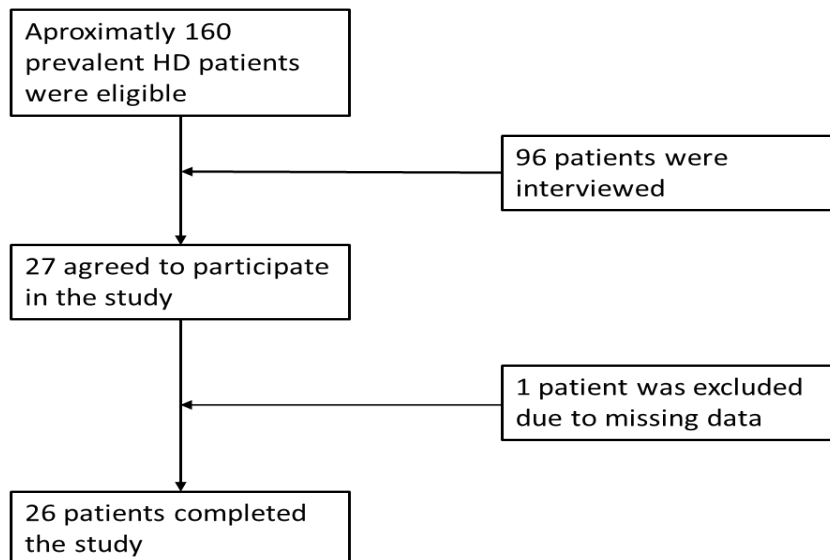 Aproximatly 160
prevalent HD patients
were eligible
96 patients were
interviewed
27 agreed to participate
in the study
1 patient was excluded
due to missing data
26 patients completed
the study